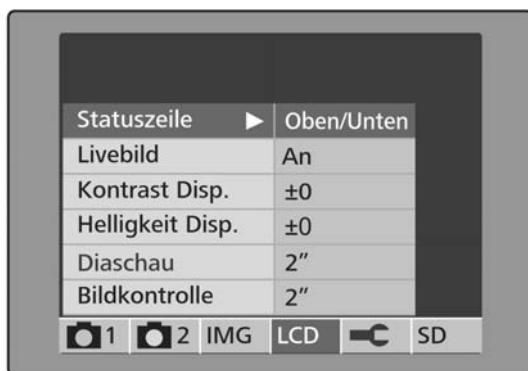 Statuszeile ▶ Oben/Unten
Livebild An
Kontrast Disp. ±0
Helligkeit Disp. ±0
Diaschau 2”
Bildkontrolle 2”
1 2 IMG LCD SD